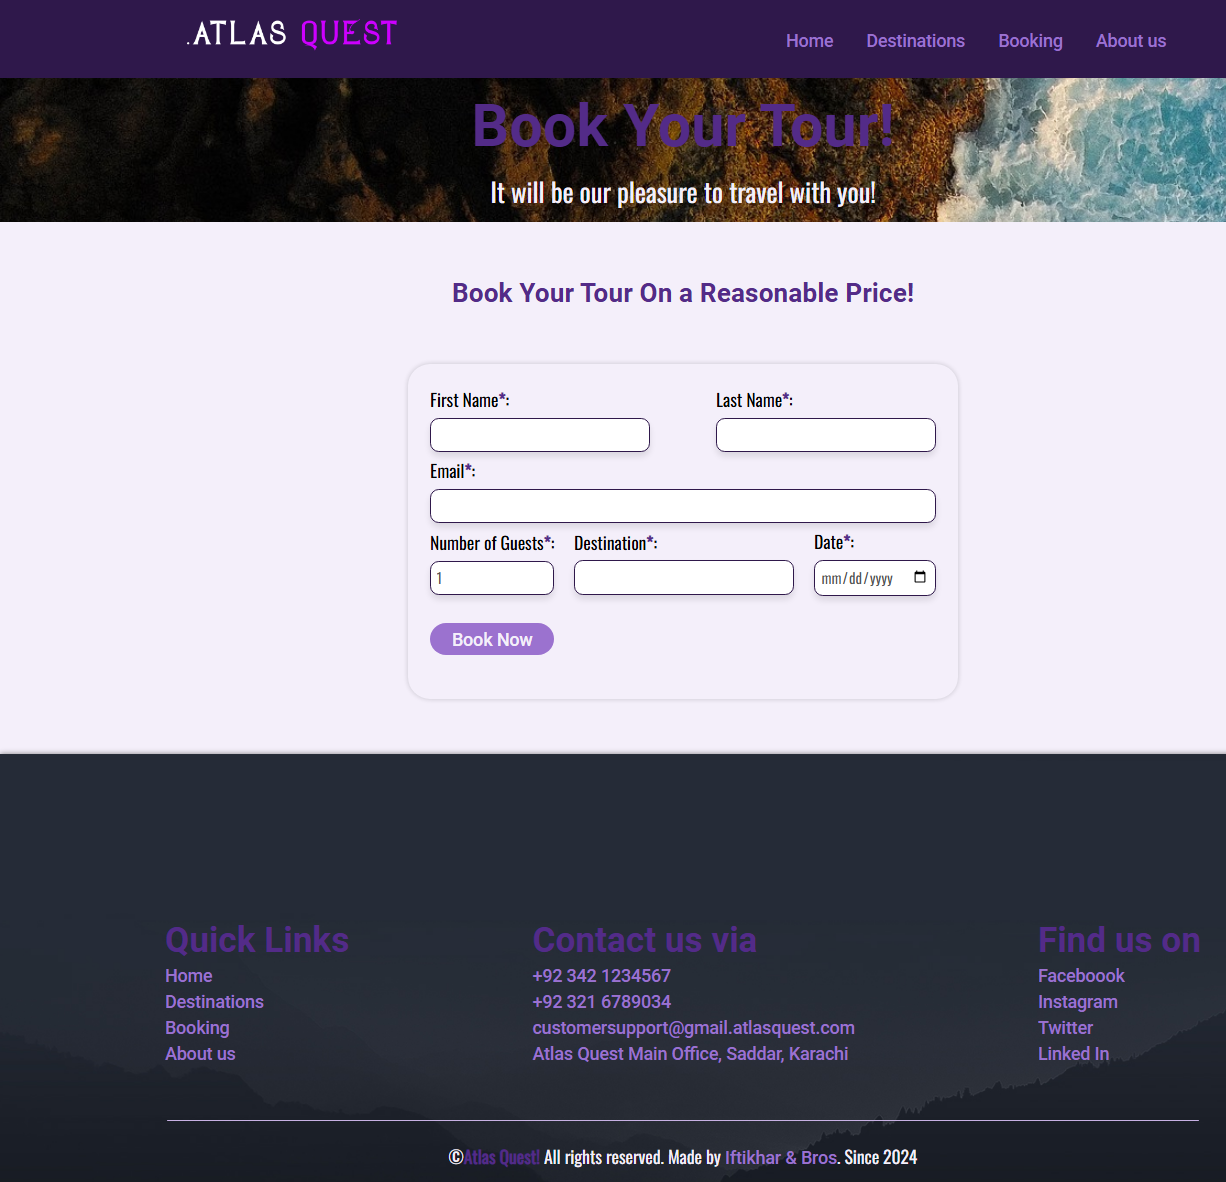 .ATLAS QUEST
Home Destinations Booking About us
Book Your Tour!
It will be our pleasure to travel with you!
Book Your Tour On a Reasonable Price!
First Name*: Last Name*:
Email*:
Number of Guests*: Destination*: Date*:
1 mm/dd/yyyy
Book Now
Quick Links Contact us via Find us on
Home +92 342 1234567 Faceboook
Destinations +92 321 6789034 Instagram
Booking customersupport@gmail.atlasquest.com Twitter
About us Atlas Quest Main Office, Saddar, Karachi Linked In
©Atlas Quest! All rights reserved. Made by Iftikhar & Bros. Since 2024